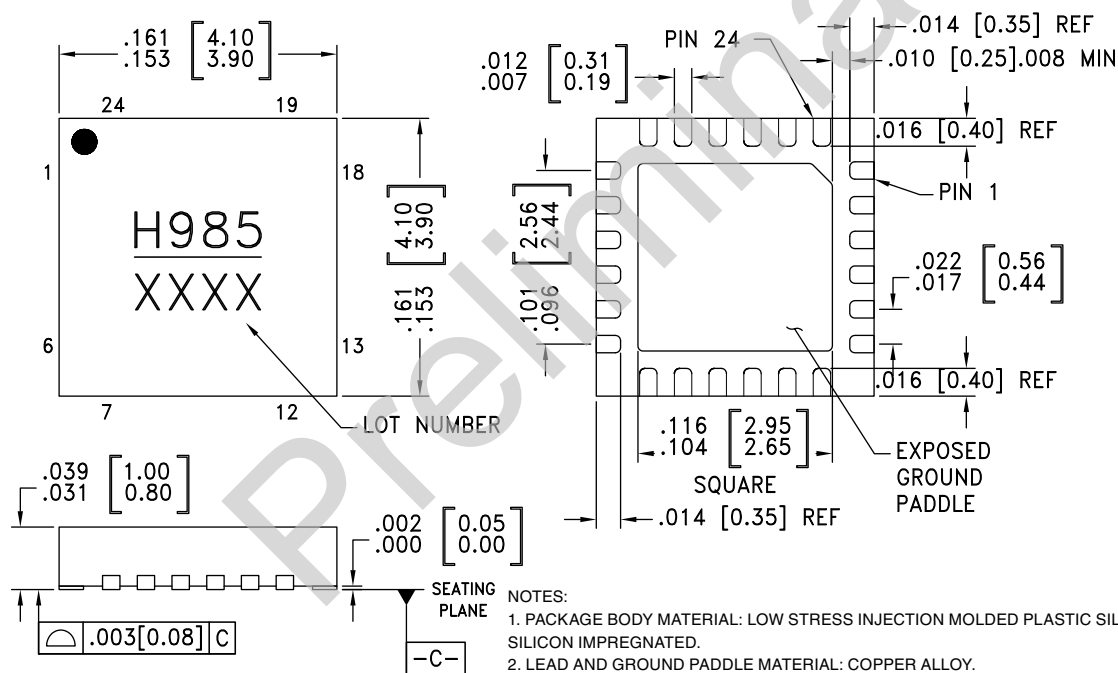 .161 [4.10]
.153 [3.90]
24
19
1
18
H985
XXXX
6
13
7
12
LOT NUMBER
.161 [4.10]
.153 [3.90]
.012 [0.31]
.007 [0.19]
PIN 24
.014 [0.35] REF
.010 [0.25].008 MIN
.016 [0.40] REF
PIN 1
.101 [2.56]
.096 [2.44]
.022 [0.56]
.017 [0.44]
.016 [0.40] REF
.116 [2.95]
.104 [2.65]
SQUARE
EXPOSED
GROUND
PADDLE
.014 [0.35] REF
.039 [1.00]
.031 [0.80]
.002 [0.05]
.000 [0.00]
SEATING
PLANE
.003[0.08] C
-C-
NOTES:
1. PACKAGE BODY MATERIAL: LOW STRESS INJECTION MOLDED PLASTIC SIL
SILICON IMPREGNATED.
2. LEAD AND GROUND PADDLE MATERIAL: COPPER ALLOY.
Prelimina